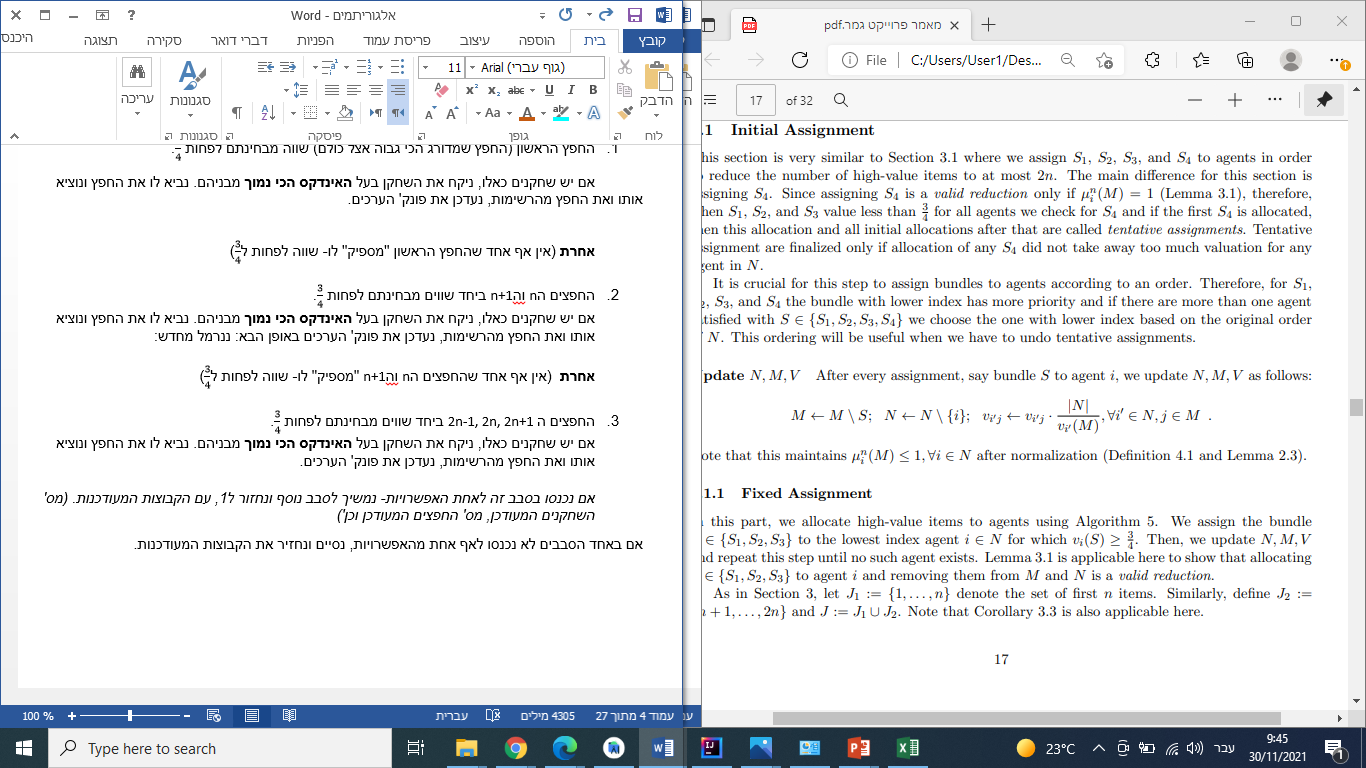 אלגוריתמים - Word
קובץ
בית
הוספה
עיצוב
פריסת עמוד
הפניות
דברי דואר
סקירה
תצוגה
היכנס
Arial (גוף עברי)
11
הדבק
סגנונות
עריכה
לוח
גופן
פיסקה
סגנונות
1. החפץ הראשון (החפץ שמדורג הכי גבוה אצל כולם) שווה מבחינתם לפחות
אם יש שחקנים כאלו, ניקח את השחקן בעל האינדקס הכי נמוך מבניהם. נביא לו את החפץ ונוציא
אותו ואת החפץ מהרשימות, נעדכן את פונק' הערכים.
אחרת (אין אף אחד שהחפץ הראשון "מספיק" לו- שווה לפחות ל3/4)
2. החפצים הn והn+1 ביחד שווים מבחינתם לפחות 3/4.
אם יש שחקנים כאלו, ניקח את השחקן בעל האינדקס הכי נמוך מבניהם. נביא לו את החפץ ונוציא
אותו ואת החפץ מהרשימות, נעדכן את פונק' הערכים באופן הבא: ננרמל מחדש:
אחרת (אין אף אחד שהחפצים הn והn+1 "מספיק" לו- שווה לפחות ל3/4)
3. החפצים ה 2n-1, 2n, 2n+1 ביחד שווים מבחינתם לפחות 3/4.
אם יש שחקנים כאלו, ניקח את השחקן בעל האינדקס הכי נמוך מבניהם. נביא לו את החפץ ונוציא
אותו ואת החפץ מהרשימות, נעדכן את פונק' הערכים.
אם נכנסו בסבב זה לאחת האפשרויות- נמשיך לסבב נוסף ונחזור ל1, עם הקבוצות המעודכנות. (מס'
השחקנים המעודכן, מס' החפצים המעודכן וכן')
אם באחד הסבבים לא נכנסו לאף אחת מהאפשרויות, נסיים ונחזיר את הקבוצות המעודכנות.
עמוד 4 מתוך 27
4305 מילים
עברית
100 %
מאמר פרוייקט גמר.pdf
File
C:/Users/User1/Des...
17 of 32
.1 Initial Assignment
his section is very similar to Section 3.1 where we assign S₁, S₂, S₃, and S₄ to agents in order
o reduce the number of high-value items to at most 2n. The main difference for this section is
ssigning S₄. Since assigning S₄ is a valid reduction only if μᵢⁿ(M) = 1 (Lemma 3.1), therefore,
hen S₁, S₂, and S₃ value less than 3/4 for all agents we check for S₄ and if the first S₄ is allocated,
en this allocation and all initial allocations after that are called tentative assignments. Tentative
ssignment are finalized only if allocation of any S₄ did not take away too much valuation for any
gent in N.
It is crucial for this step to assign bundles to agents according to an order. Therefore, for S₁,
₂, S₃, and S₄ the bundle with lower index has more priority and if there are more than one agent
atisfied with S ∈ {S₁, S₂, S₃, S₄} we choose the one with lower index based on the original order
N. This ordering will be useful when we have to undo tentative assignments.
pdate N, M, V After every assignment, say bundle S to agent i, we update N, M, V as follows:
M ← M \ S; N ← N \ {i}; vᵢ′ⱼ ← vᵢ′ⱼ · |N| / vᵢ′(M), ∀i′ ∈ N, j ∈ M .
ote that this maintains μᵢⁿ(M) ≤ 1, ∀i ∈ N after normalization (Definition 4.1 and Lemma 2.3).
.1.1 Fixed Assignment
n this part, we allocate high-value items to agents using Algorithm 5. We assign the bundle
∈ {S₁, S₂, S₃} to the lowest index agent i ∈ N for which vᵢ(S) ≥ 3/4. Then, we update N, M, V
nd repeat this step until no such agent exists. Lemma 3.1 is applicable here to show that allocating
∈ {S₁, S₂, S₃} to agent i and removing them from M and N is a valid reduction.
As in Section 3, let J₁ := {1, . . . , n} denote the set of first n items. Similarly, define J₂ :=
n + 1, . . . , 2n} and J := J₁ ∪ J₂. Note that Corollary 3.3 is also applicable here.
17
Type here to search
23°C
עבר
9:45
30/11/2021